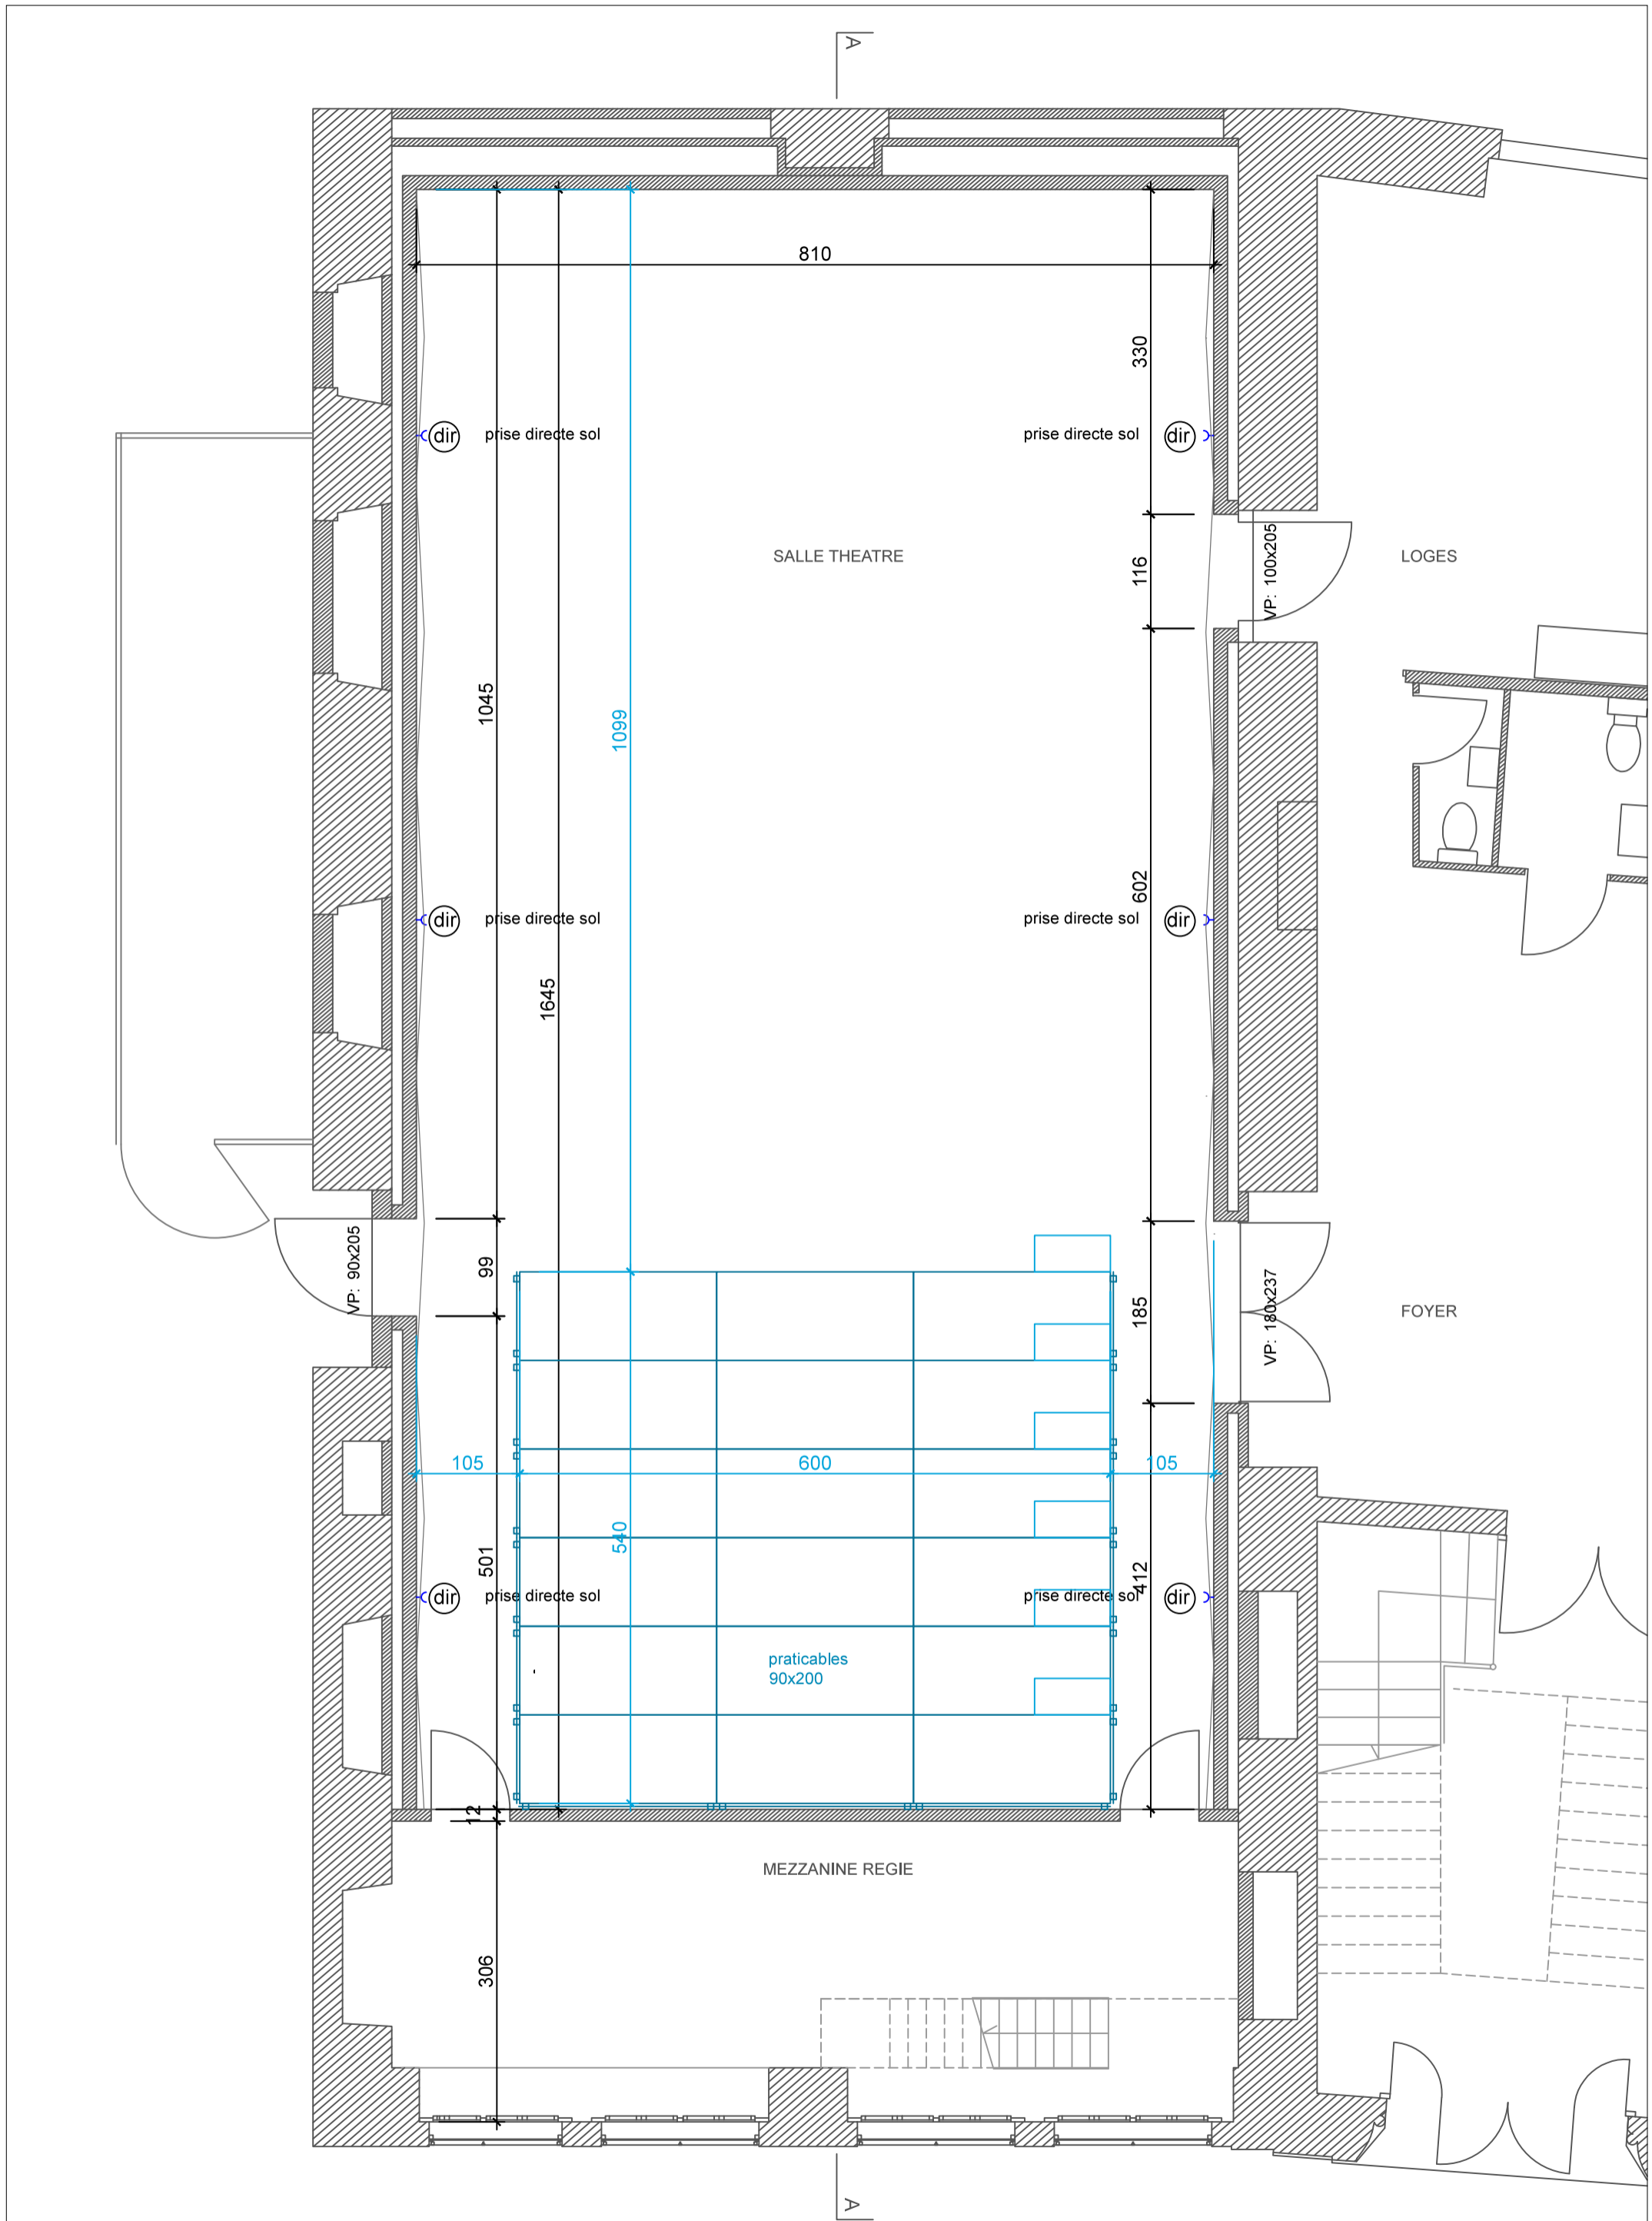 A
810
330
dir
prise directe sol
prise directe sol
dir
SALLE THEATRE
116
VP: 100x205
LOGES
1045
1099
602
dir
prise directe sol
prise directe sol
dir
1645
VP: 90x205
99
185
VP: 180x237
FOYER
105
600
105
501
540
412
dir
prise directe sol
prise directe sol
dir
praticables
90x200
12
MEZZANINE REGIE
306
A